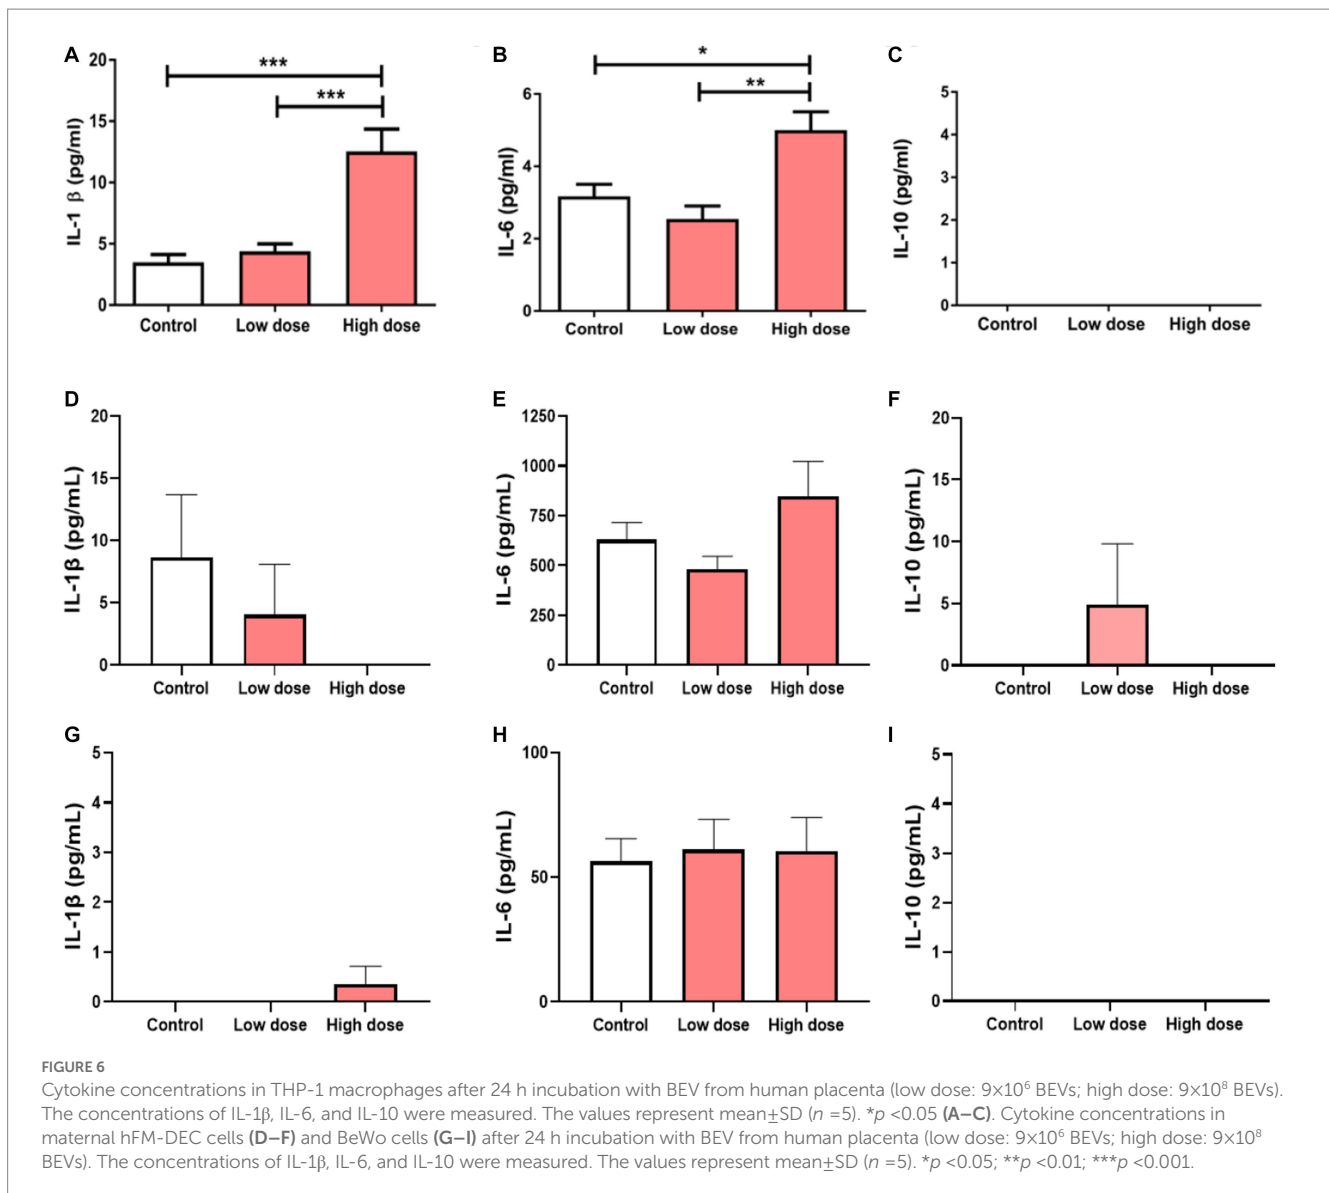 A
20
15
10
5
0
IL-1 β (pg/ml)
***
***
Control Low dose High dose
B
6
4
2
0
IL-6 (pg/ml)
*
**
Control Low dose High dose
C
5
4
3
2
1
0
IL-10 (pg/ml)
Control Low dose High dose
D
20
15
10
5
0
IL-1β (pg/mL)
Control Low dose High dose
E
1250
1000
750
500
250
0
IL-6 (pg/mL)
Control Low dose High dose
F
20
15
10
5
0
IL-10 (pg/mL)
Control Low dose High dose
G
5
4
3
2
1
0
IL-1β (pg/mL)
Control Low dose High dose
H
100
50
0
IL-6 (pg/mL)
Control Low dose High dose
I
5
4
3
2
1
0
IL-10 (pg/mL)
Control Low dose High dose
FIGURE 6
Cytokine concentrations in THP-1 macrophages after 24 h incubation with BEV from human placenta (low dose: 9×10⁶ BEVs; high dose: 9×10⁸ BEVs).
The concentrations of IL-1β, IL-6, and IL-10 were measured. The values represent mean±SD (n =5). *p <0.05 (A–C). Cytokine concentrations in
maternal hFM-DEC cells (D–F) and BeWo cells (G–I) after 24 h incubation with BEV from human placenta (low dose: 9×10⁶ BEVs; high dose: 9×10⁸
BEVs). The concentrations of IL-1β, IL-6, and IL-10 were measured. The values represent mean±SD (n =5). *p <0.05; **p <0.01; ***p <0.001.